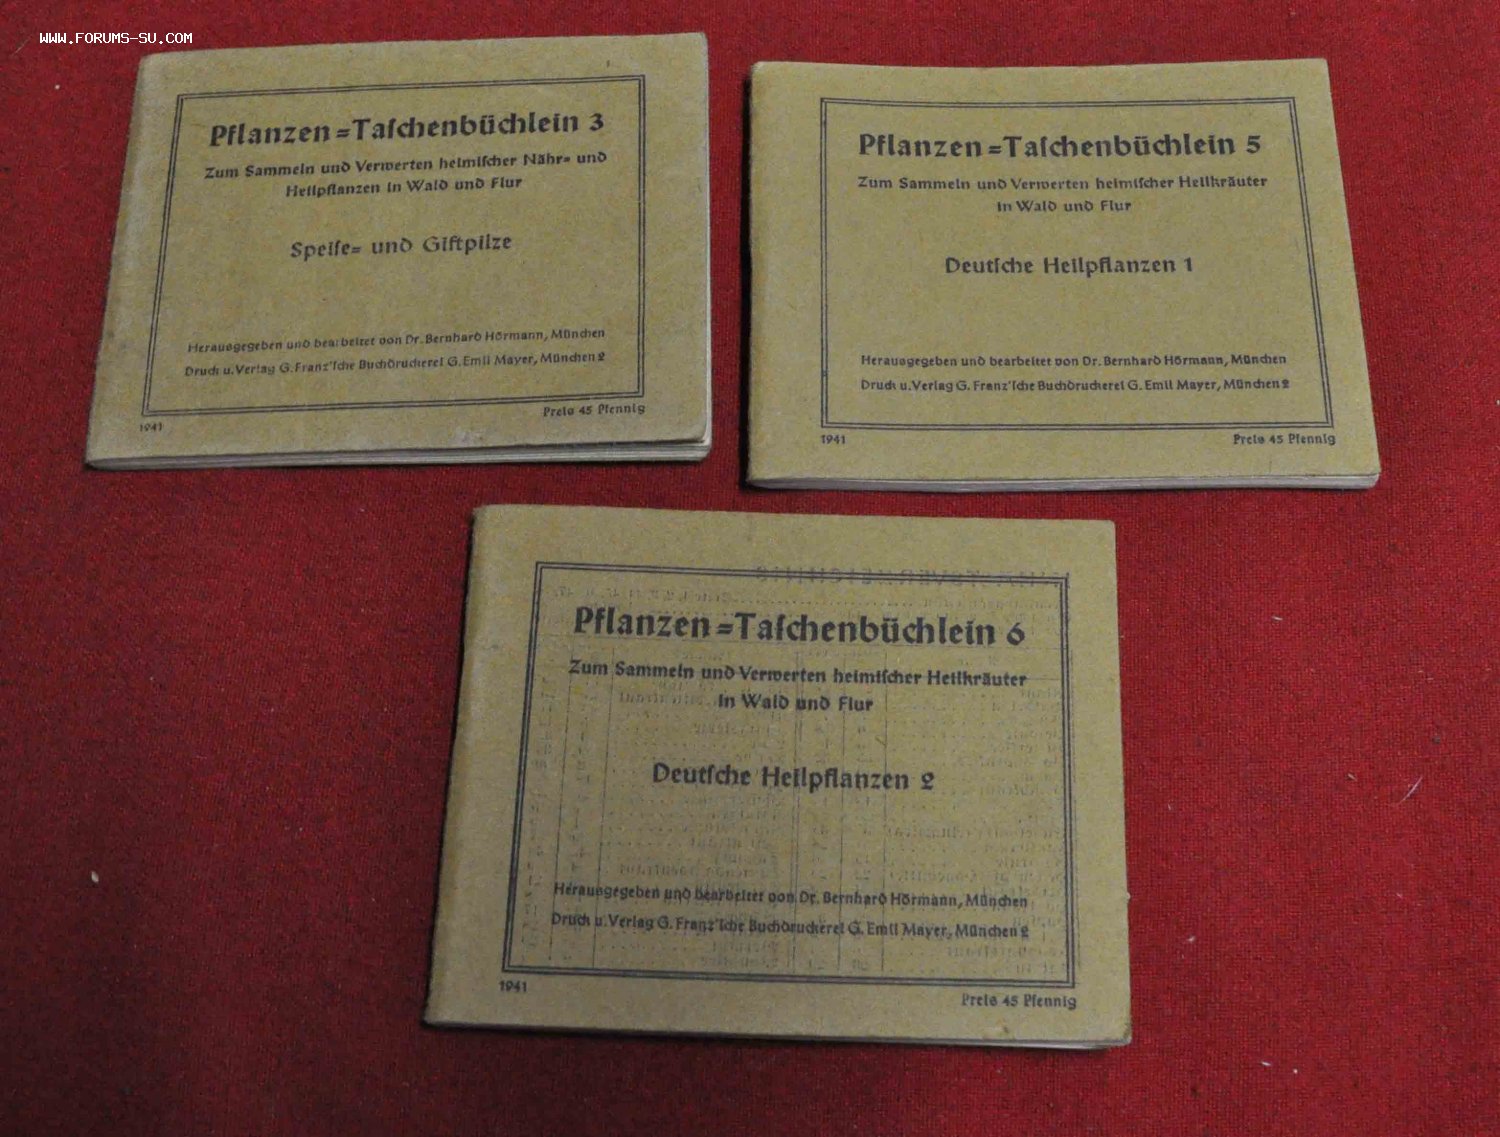 WWW.FORUMS-SU.COM
Pflanzen=Taſchenbüchlein 3
Zum Sammeln und Verwerten heimiſcher Nähr= und
Heilpflanzen in Wald und Flur
Speiſe= und Giftpilze
Herausgegeben und bearbeitet von Dr. Bernhard Hörmann, München
Druck u. Verlag G. Franz'ſche Buchdruckerei G. Emil Mayer, München 2
1941
Preis 45 Pfennig
Pflanzen=Taſchenbüchlein 5
Zum Sammeln und Verwerten heimiſcher Heilkräuter
in Wald und Flur
Deutſche Heilpflanzen 1
Herausgegeben und bearbeitet von Dr. Bernhard Hörmann, München
Druck u. Verlag G. Franz'ſche Buchdruckerei G. Emil Mayer, München 2
1941
Preis 45 Pfennig
Pflanzen=Taſchenbüchlein 6
Zum Sammeln und Verwerten heimiſcher Heilkräuter
in Wald und Flur
Deutſche Heilpflanzen 2
Herausgegeben und bearbeitet von Dr. Bernhard Hörmann, München
Druck u. Verlag G. Franz'ſche Buchdruckerei G. Emil Mayer, München 2
1941
Preis 45 Pfennig